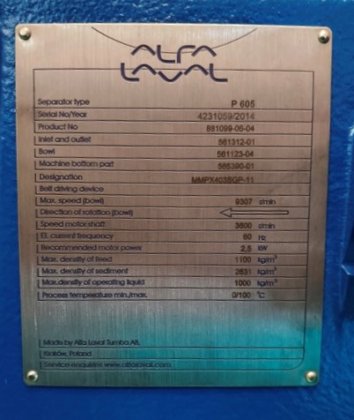 ALFA
LAVAL
Separator type P 605
Serial No/Year 4231059/2014
Product No 881099-06-04
Inlet and outlet 561312-01
Bowl 561123-04
Machine bottom part 565390-01
Designation MMPX403SGP-11
Belt driving device
Max. speed (bowl) 9307 r/min
Direction of rotation (bowl)
Speed motor shaft 3600 r/min
El. current frequency 60 Hz
Recommended motor power 2,5 kW
Max. density of feed 1100 kg/m³
Max. density of sediment 2631 kg/m³
Max.density of operating liquid 1000 kg/m³
Process temperature min./max. 0/100 °C
Made by Alfa Laval Tumba AB,
Kraków, Poland
Service enquiries www.alfalaval.com